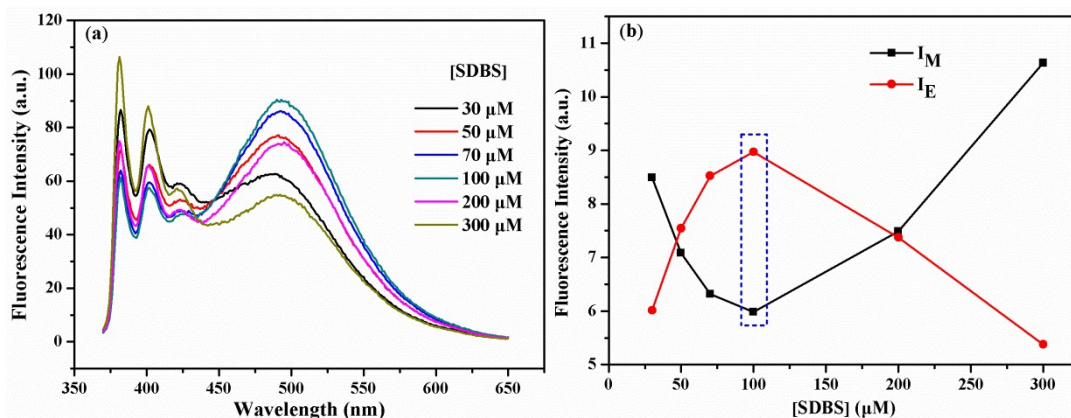 (a)
[SDBS]
30 µM
50 µM
70 µM
100 µM
200 µM
300 µM
Fluorescence Intensity (a.u.)
120
100
80
60
40
20
0
350 400 450 500 550 600 650
Wavelength (nm)
(b)
I_M
I_E
Fluorescence Intensity (a.u.)
11
10
9
8
7
6
5
0 50 100 150 200 250 300
[SDBS] (µM)